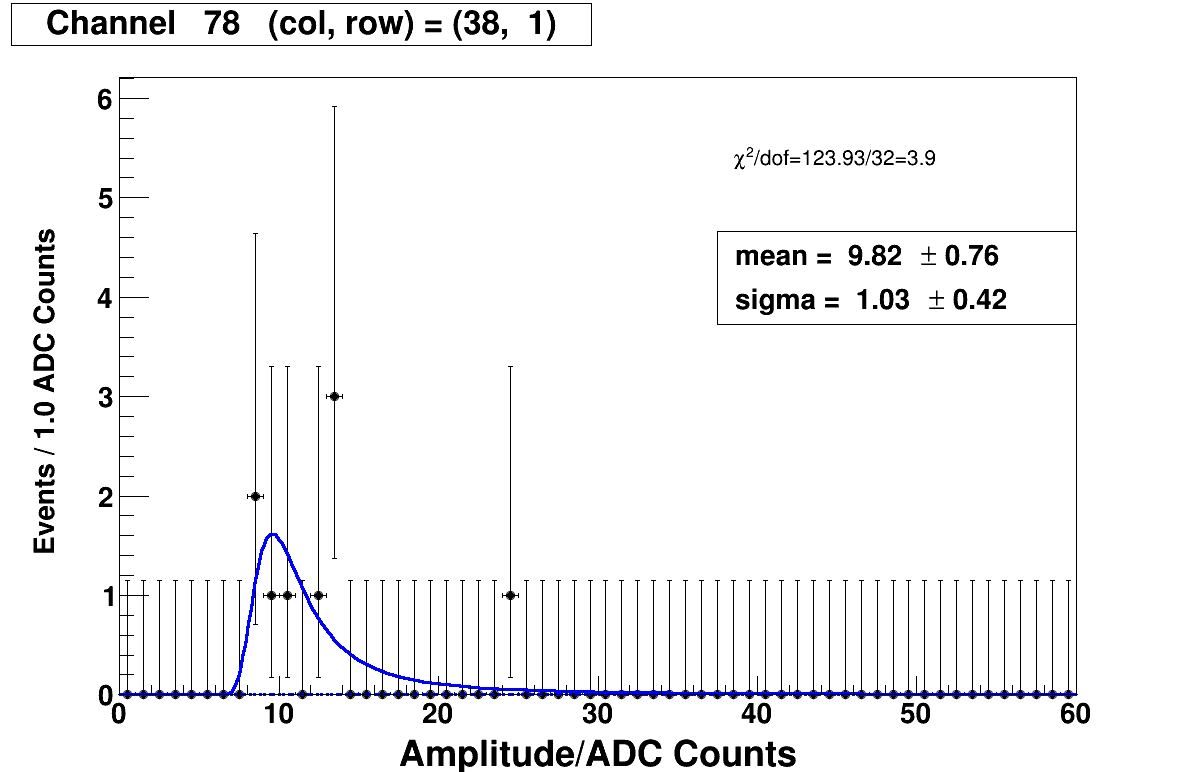 Channel 78 (col, row) = (38, 1)
6
χ²/dof=123.93/32=3.9
5
mean = 9.82 ± 0.76
4
sigma = 1.03 ± 0.42
3
2
1
0
Events / 1.0 ADC Counts
0 10 20 30 40 50 60
Amplitude/ADC Counts